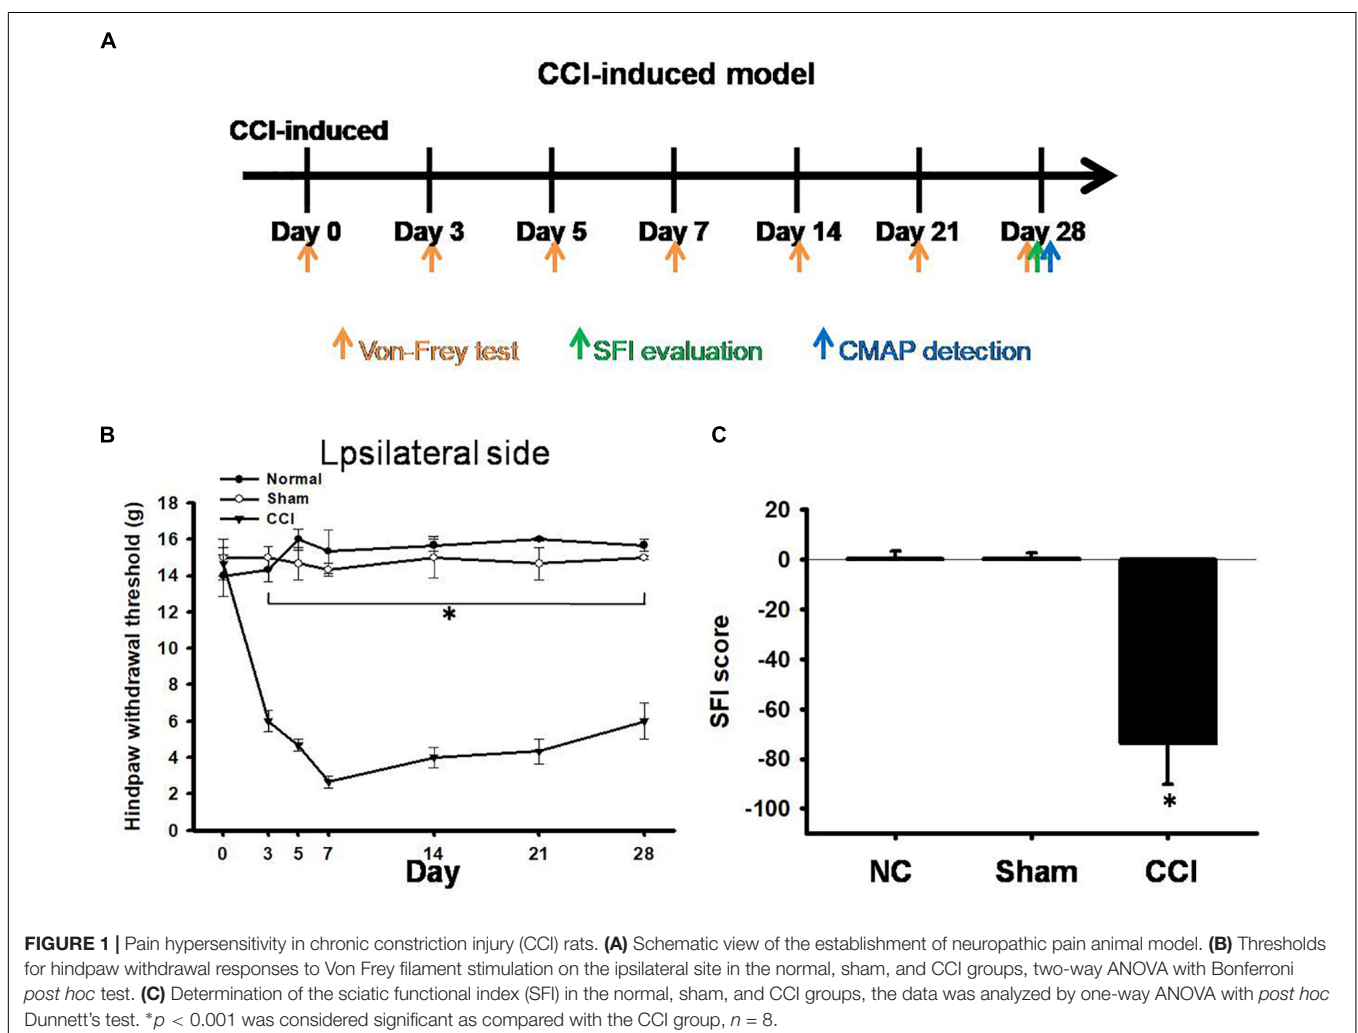 A
CCI-induced model
CCI-induced
Day 0 Day 3 Day 5 Day 7 Day 14 Day 21 Day 28
Von-Frey test SFI evaluation CMAP detection
B
Lpsilateral side
Normal
Sham
CCI
Hindpaw withdrawal threshold (g)
18
16
14
12
10
8
6
4
2
0
*
0 3 5 7 14 21 28
Day
C
SFI score
20
0
-20
-40
-60
-80
-100
*
NC Sham CCI
FIGURE 1 | Pain hypersensitivity in chronic constriction injury (CCI) rats. (A) Schematic view of the establishment of neuropathic pain animal model. (B) Thresholds
for hindpaw withdrawal responses to Von Frey filament stimulation on the ipsilateral site in the normal, sham, and CCI groups, two-way ANOVA with Bonferroni
post hoc test. (C) Determination of the sciatic functional index (SFI) in the normal, sham, and CCI groups, the data was analyzed by one-way ANOVA with post hoc
Dunnett's test. *p < 0.001 was considered significant as compared with the CCI group, n = 8.